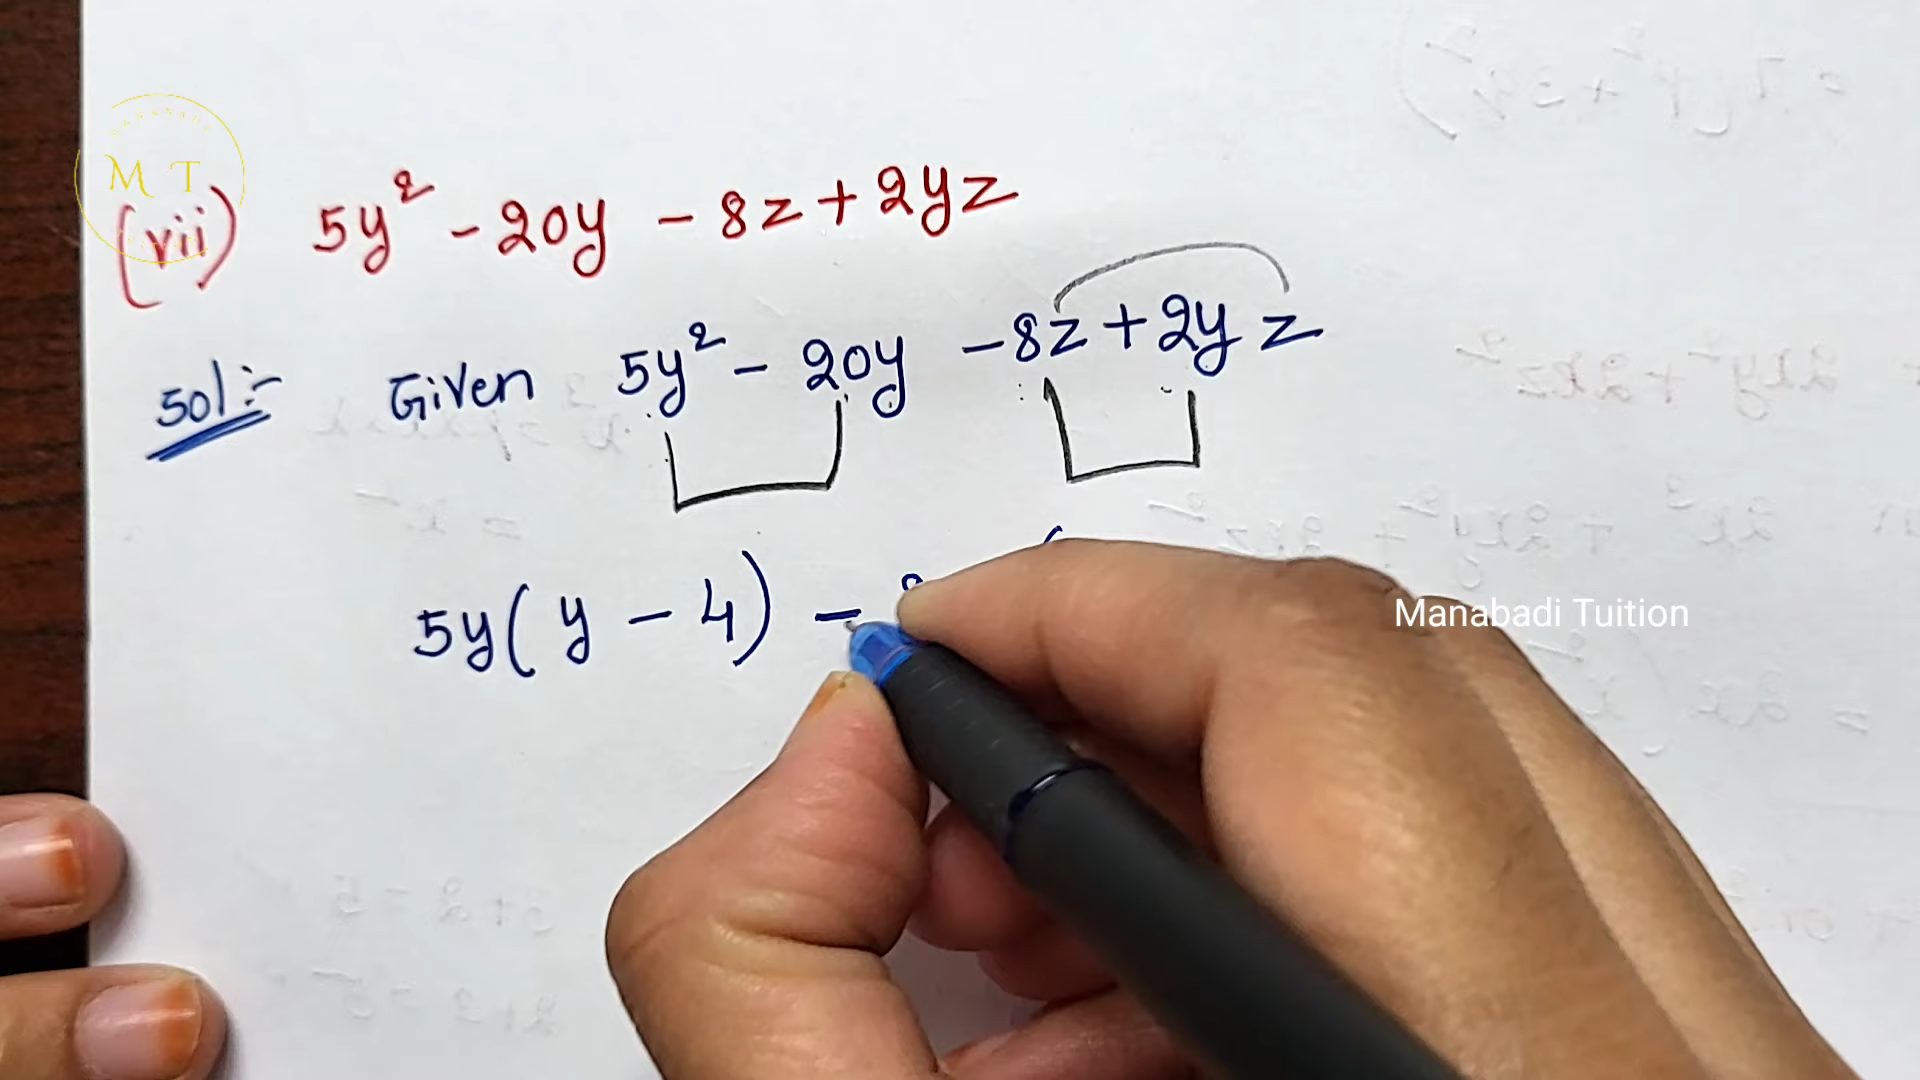 M T
(vii) 5y² - 20y - 8z + 2yz
Sol:- Given 5y² - 20y - 8z + 2yz
5y(y - 4) -
Manabadi Tuition